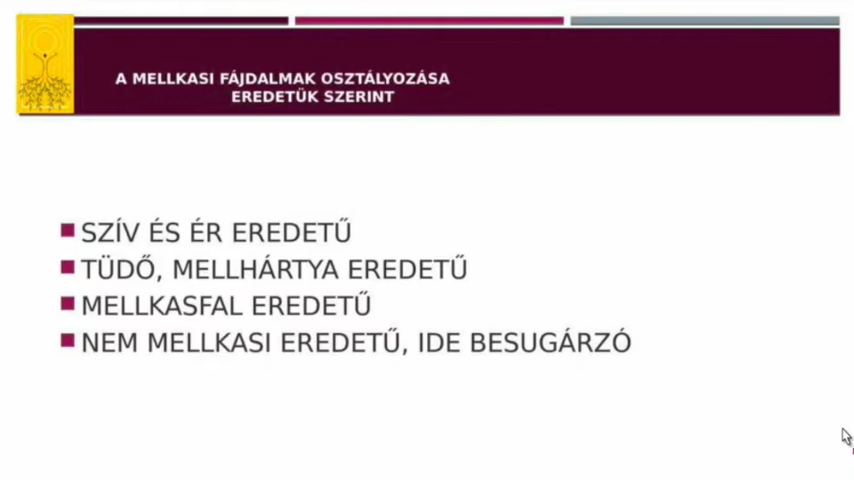 A MELLKASI FÁJDALMAK OSZTÁLYOZÁSA
EREDETÜK SZERINT
SZÍV ÉS ÉR EREDETŰ
TÜDŐ, MELLHÁRTYA EREDETŰ
MELLKASFAL EREDETŰ
NEM MELLKASI EREDETŰ, IDE BESUGÁRZÓ